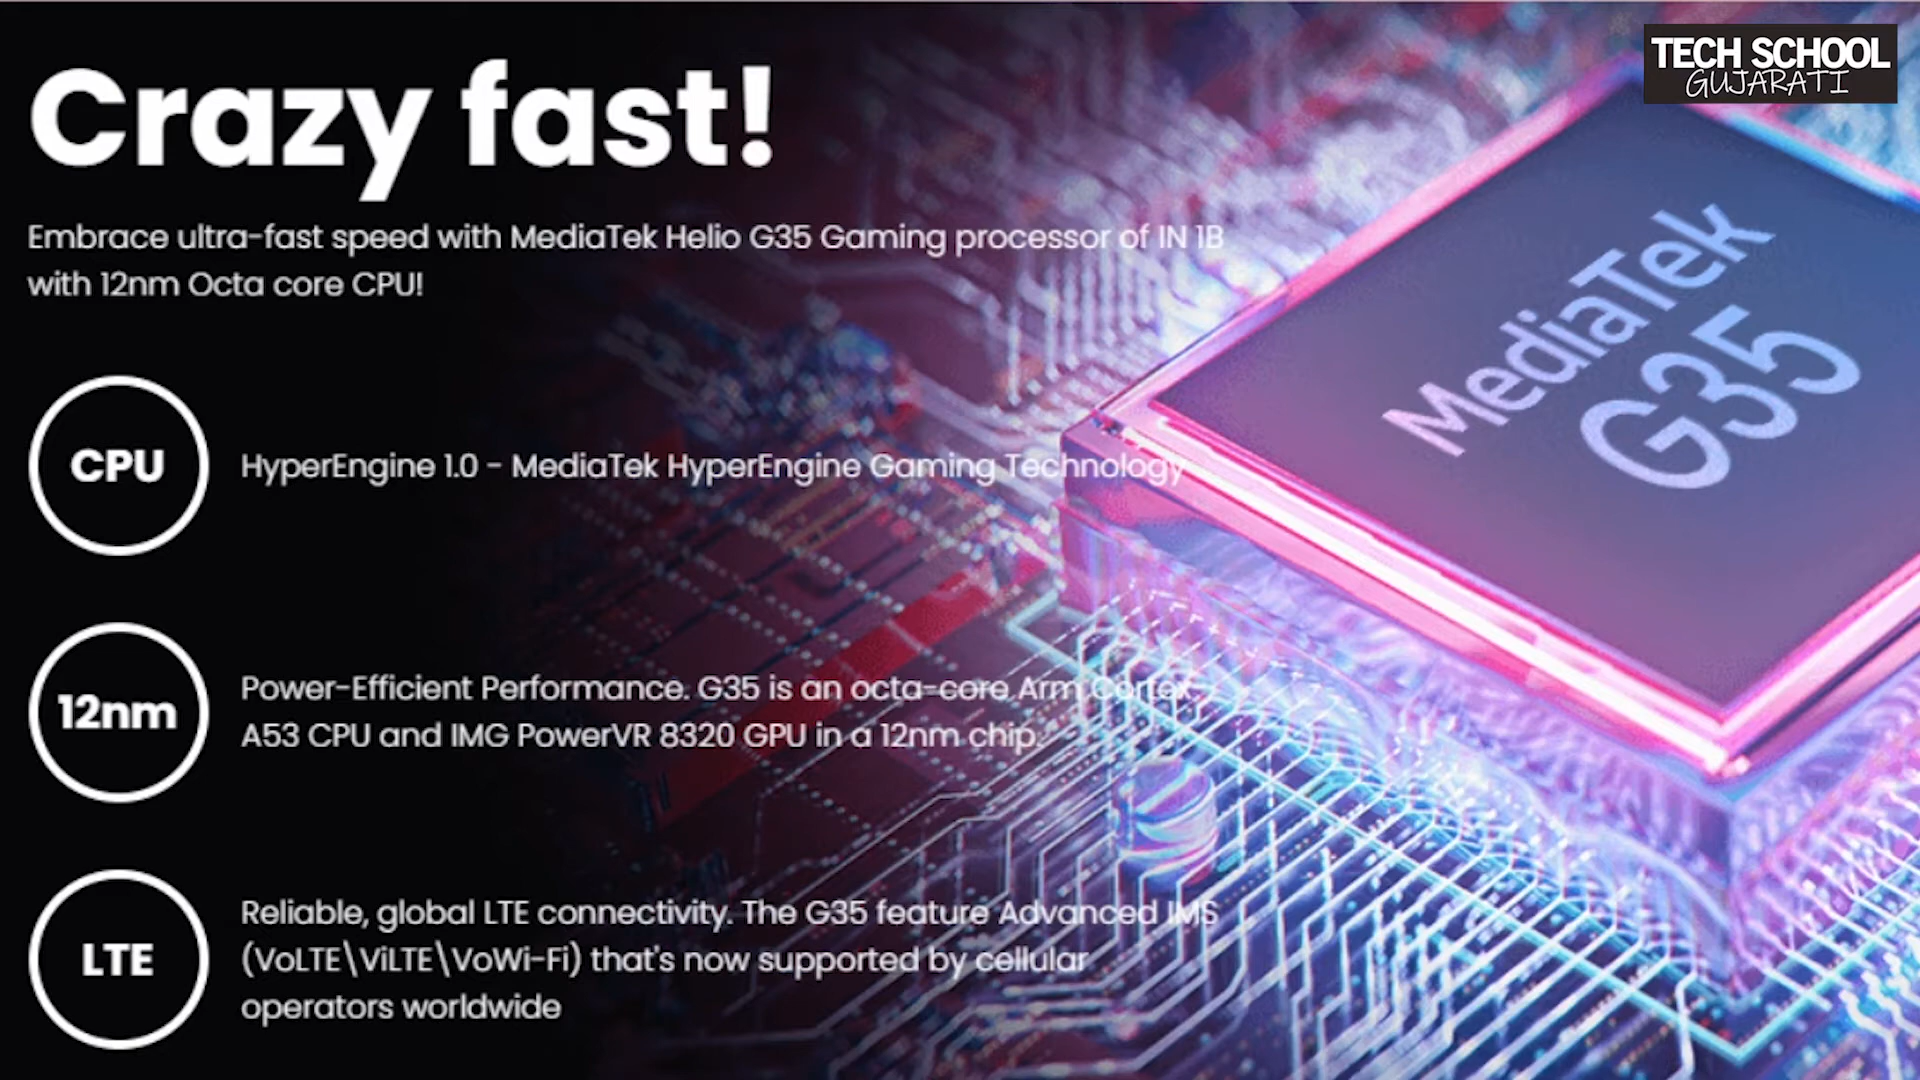 TECH SCHOOL
GUJARATI
Crazy fast!
Embrace ultra-fast speed with MediaTek Helio G35 Gaming processor of IN 1B
with 12nm Octa core CPU!
MediaTek
G35
CPU
HyperEngine 1.0 - MediaTek HyperEngine Gaming Technology
12nm
Power-Efficient Performance. G35 is an octa-core Arm Cortex
A53 CPU and IMG PowerVR 8320 GPU in a 12nm chip.
LTE
Reliable, global LTE connectivity. The G35 feature Advanced IMS
(VoLTE\ViLTE\VoWi-Fi) that's now supported by cellular
operators worldwide